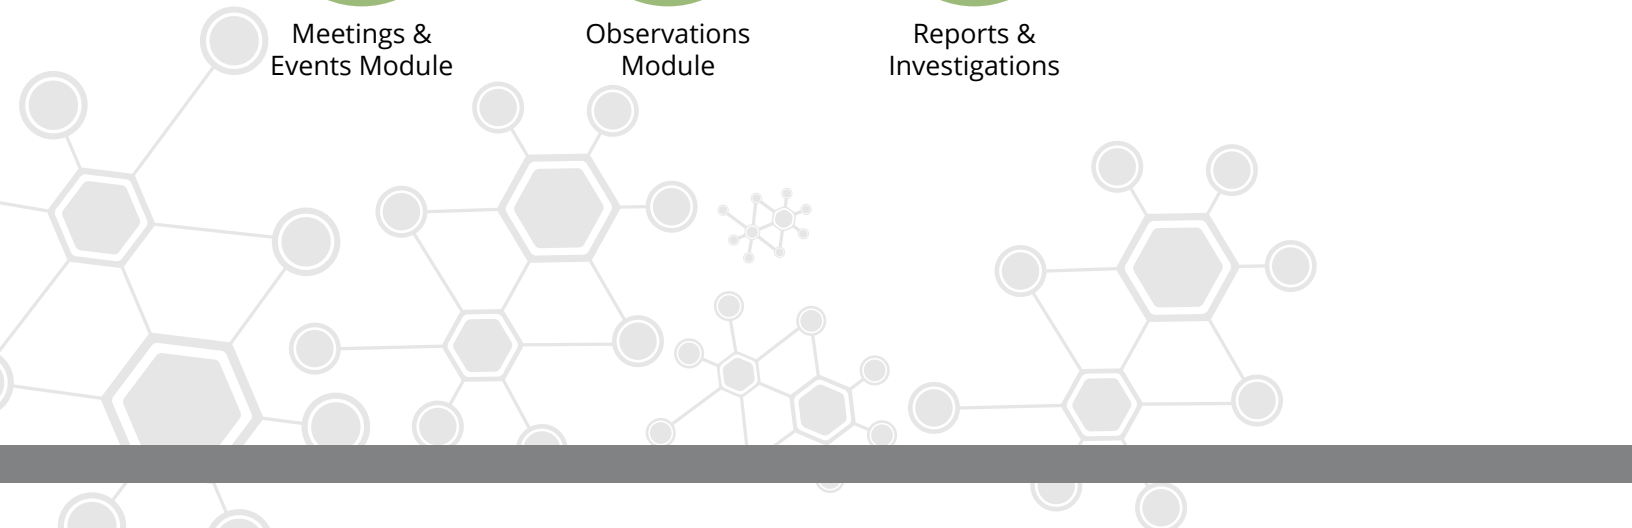 Meetings &
Events Module
Observations
Module
Reports &
Investigations